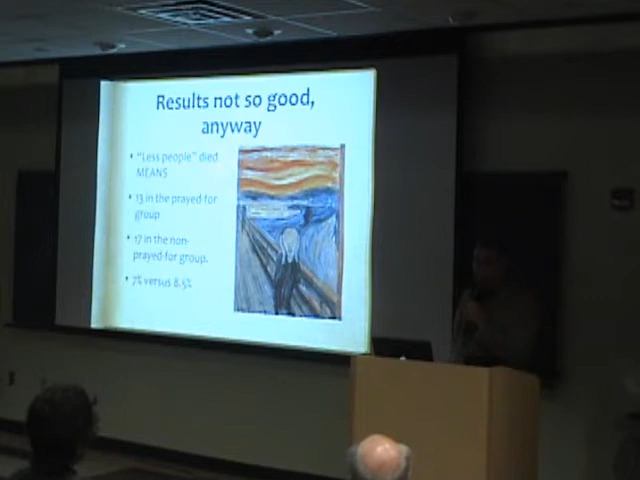 Results not so good,
anyway
• "Less people" died
MEANS
• 13 in the prayed for
group
• 17 in the non-
prayed for group.
• 7% versus 8.5%